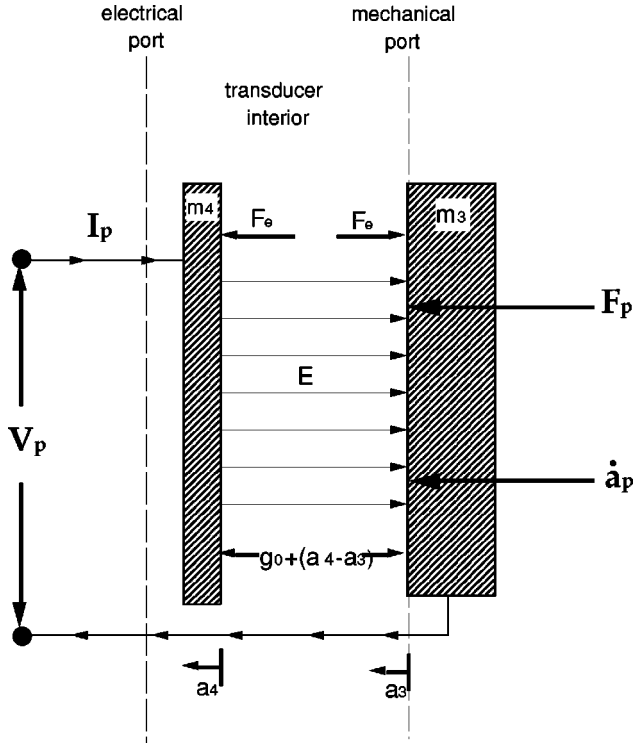 electrical
port
mechanical
port
transducer
interior
m4
Fe
Fe
m3
Ip
Fp
E
Vp
ȧp
g0+(a4-a3)
a4
a3